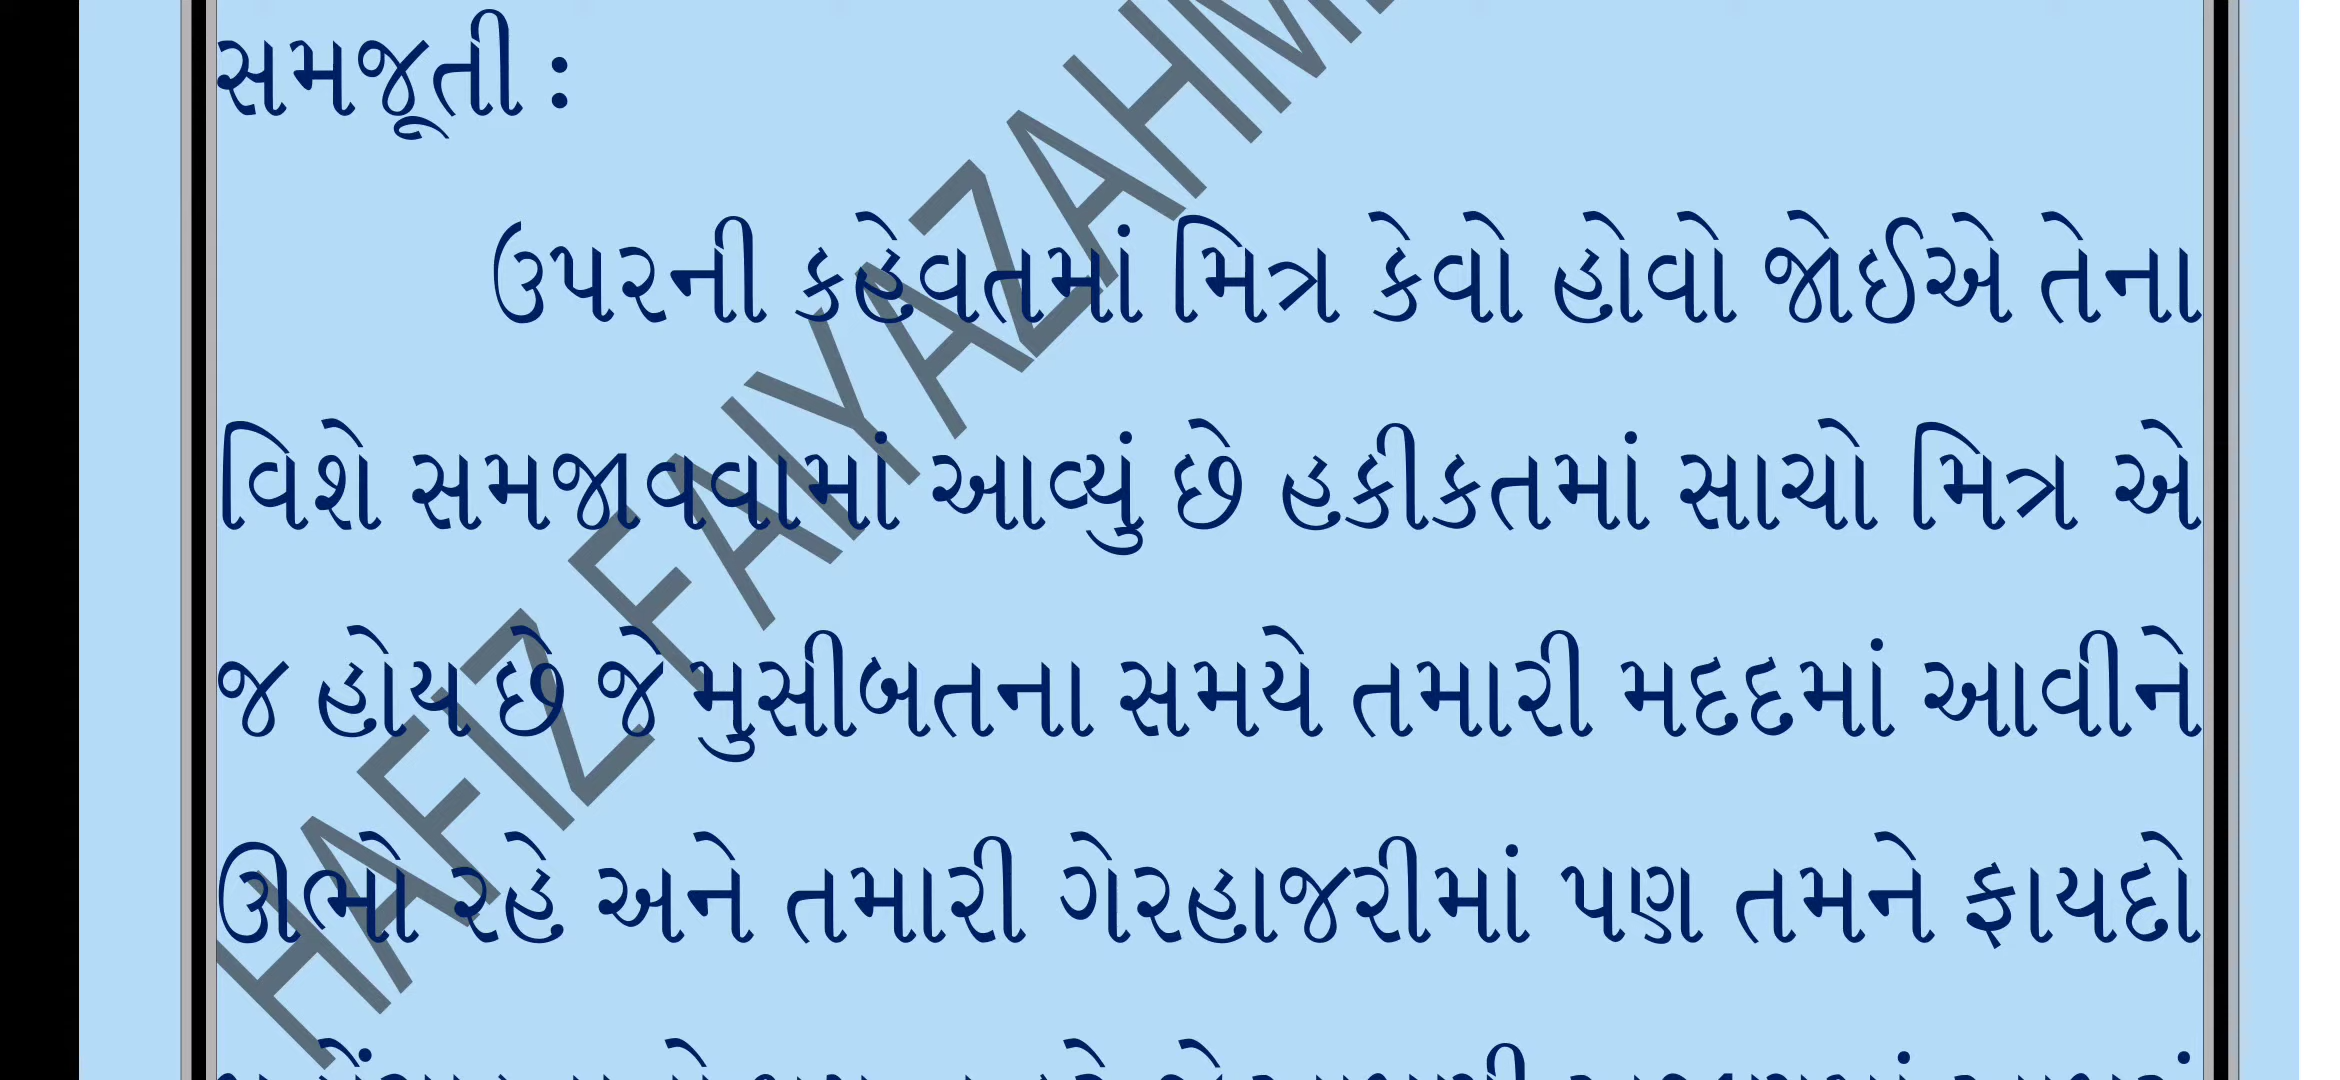 સમજૂતી :
ઉપરની કહેવતમાં મિત્ર કેવો હોવો જોઈએ તેના
વિશે સમજાવવામાં આવ્યું છે હકીકતમાં સાચો મિત્ર એ
જ હોય છે જે મુસીબતના સમયે તમારી મદદમાં આવીને
ઊભો રહે અને તમારી ગેરહાજરીમાં પણ તમને ફાયદો
HAFIZ FAIYAZAHM